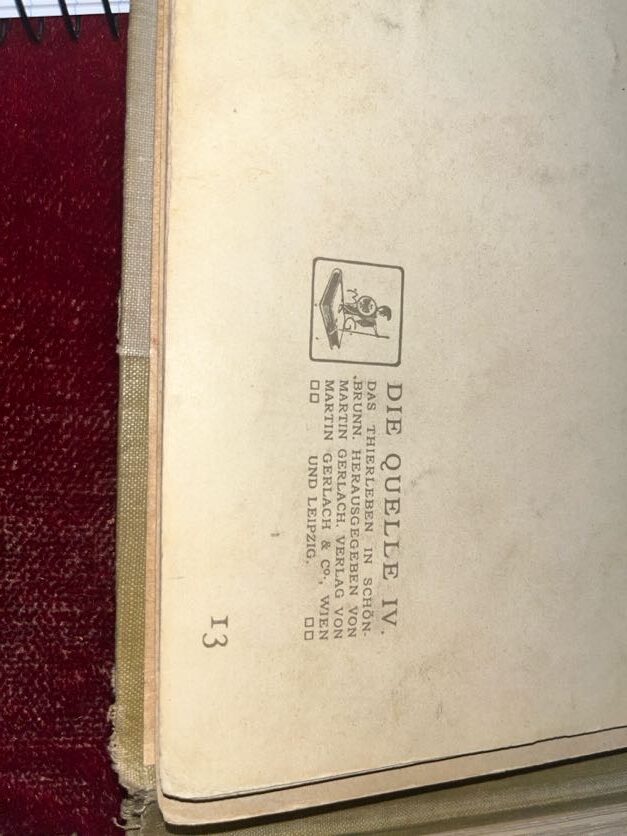 DIE QUELLE IV.
DAS THIERLEBEN IN SCHÖN-
BRUNN. HERAUSGEGEBEN VON
MARTIN GERLACH. VERLAG VON
MARTIN GERLACH & Co., WIEN
□□ UND LEIPZIG. □□
13